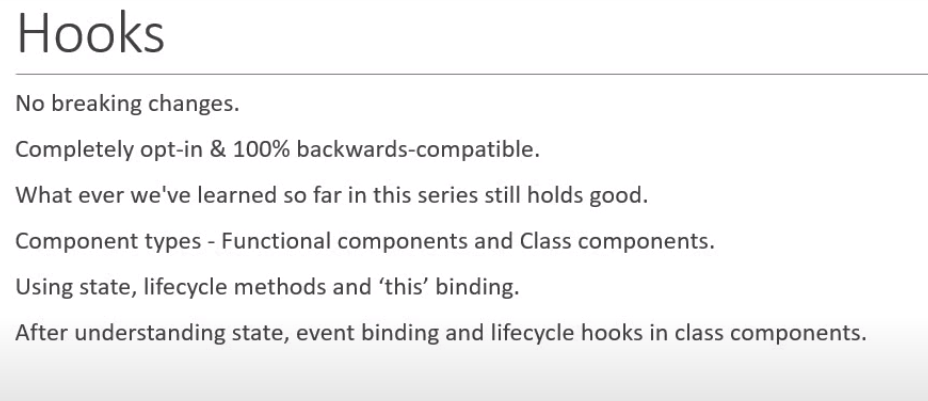 Hooks
No breaking changes.
Completely opt-in & 100% backwards-compatible.
What ever we've learned so far in this series still holds good.
Component types - Functional components and Class components.
Using state, lifecycle methods and ‘this’ binding.
After understanding state, event binding and lifecycle hooks in class components.